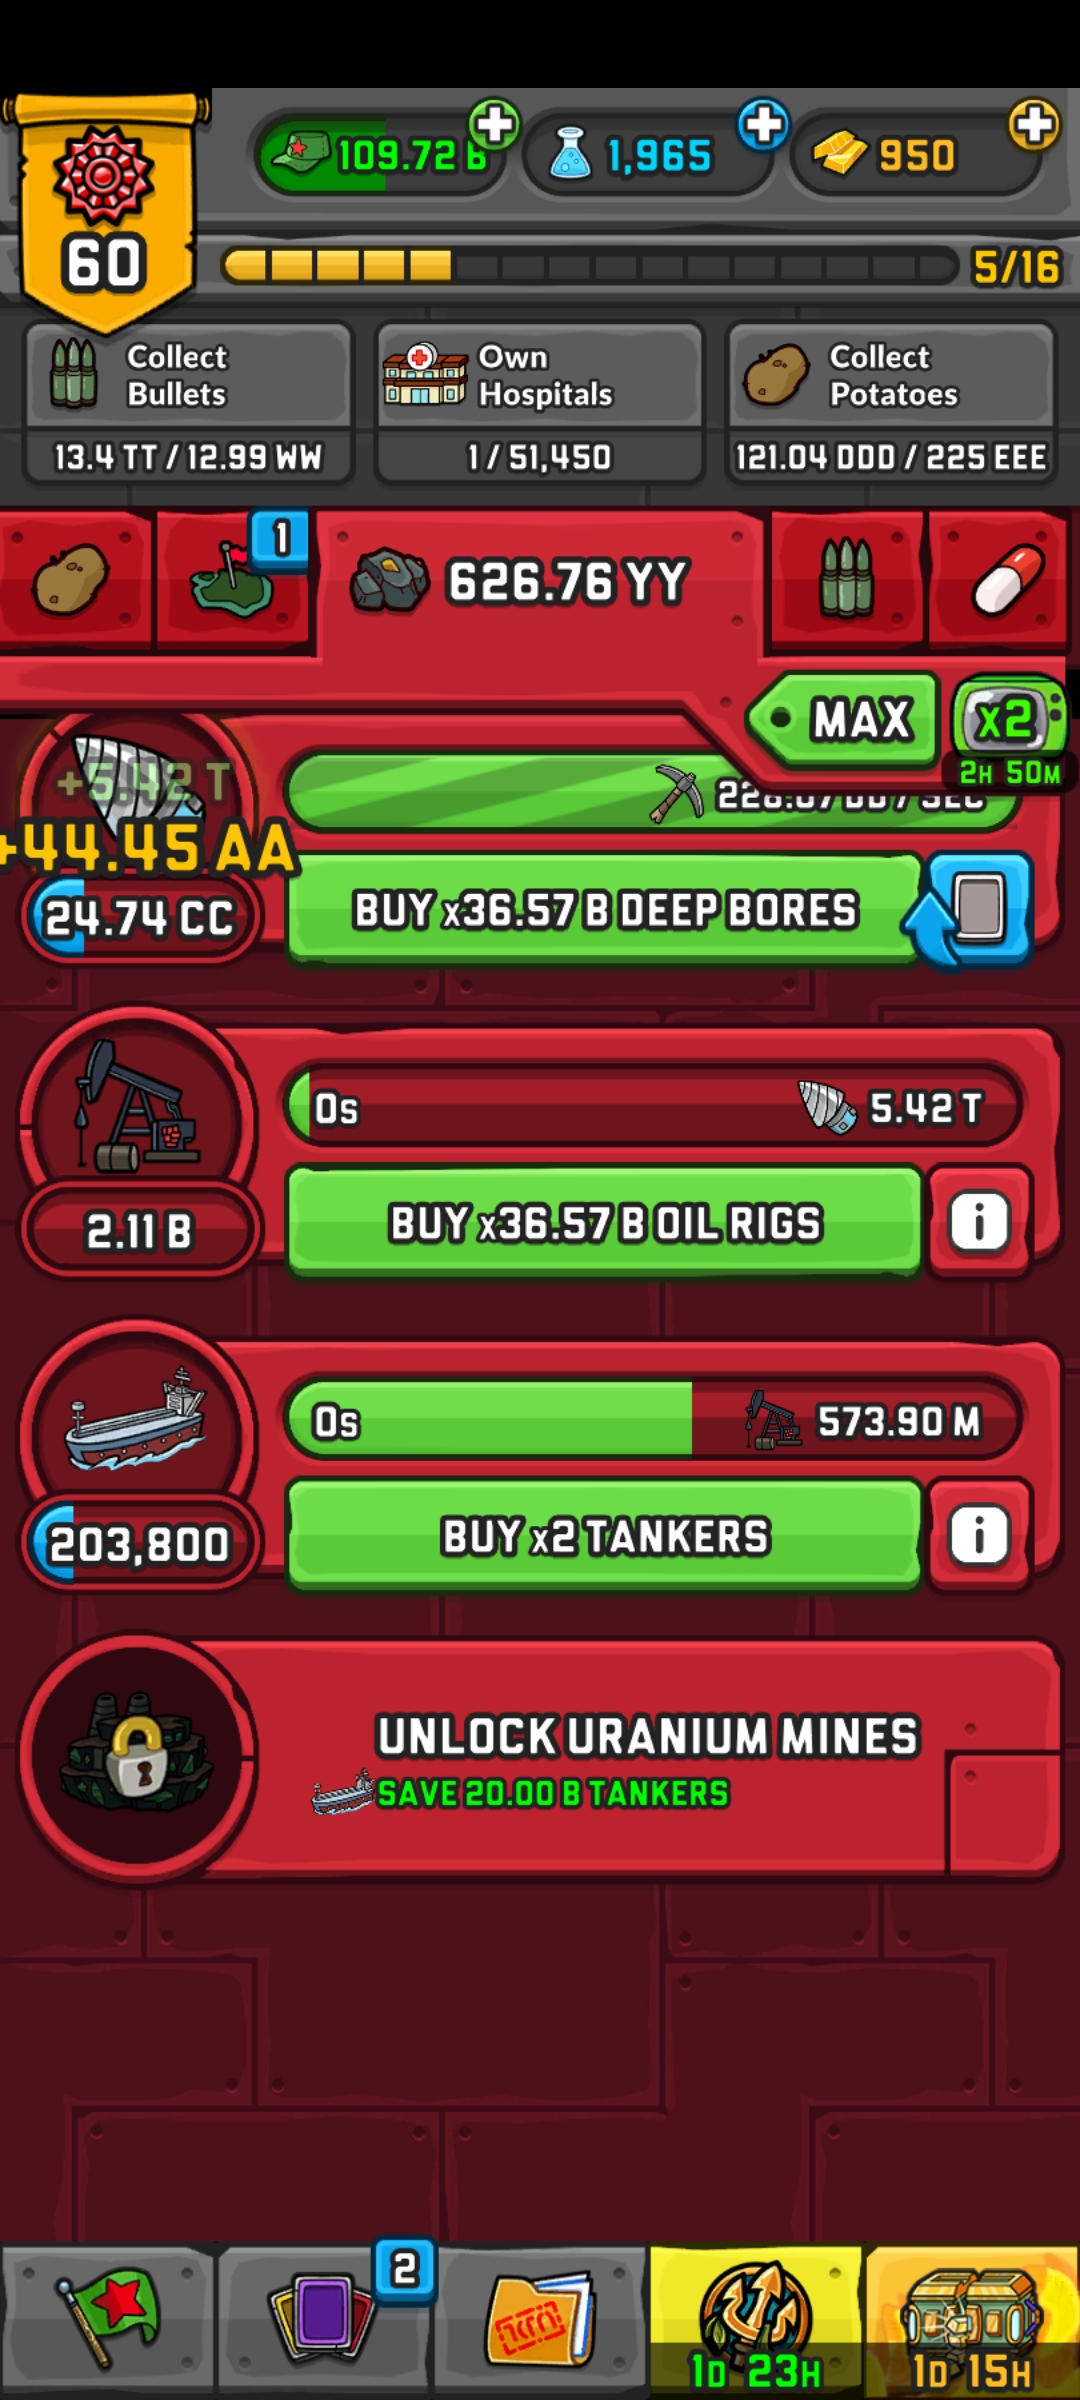 109.72 B
1,965
950
60
5/16
Collect
Bullets
13.4 TT / 12.99 WW
Own
Hospitals
1 / 51,450
Collect
Potatoes
121.04 DDD / 225 EEE
1
626.76 YY
MAX
x2
2H 50M
+5.42 T
+44.45 AA
24.74 CC
BUY x36.57 B DEEP BORES
0s
5.42 T
2.11 B
BUY x36.57 B OIL RIGS
i
0s
573.90 M
203,800
BUY x2 TANKERS
i
UNLOCK URANIUM MINES
SAVE 20.00 B TANKERS
2
1D 23H
1D 15H